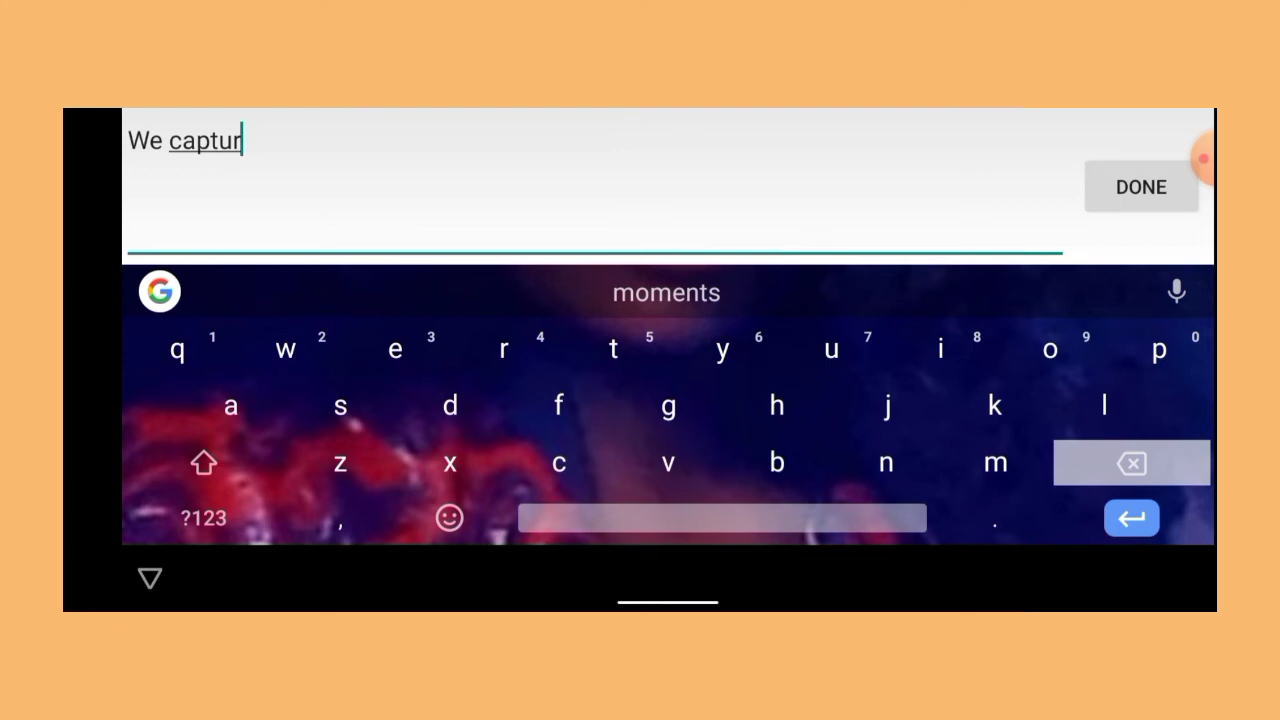 We captur
DONE
moments
q 1 w 2 e 3 r 4 t 5 y 6 u 7 i 8 o 9 p 0
a s d f g h j k l
z x c v b n m
?123 , .